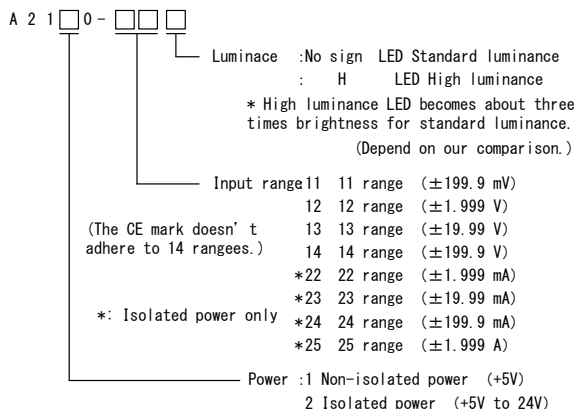 A 2 1 □ 0 - □ □ □
Luminace :No sign LED Standard luminance
: H LED High luminance
* High luminance LED becomes about three
times brightness for standard luminance.
(Depend on our comparison.)
Input range:11 11 range (±199.9 mV)
12 12 range (±1.999 V)
(The CE mark doesn't
adhere to 14 rangees.)
13 13 range (±19.99 V)
14 14 range (±199.9 V)
*22 22 range (±1.999 mA)
*23 23 range (±19.99 mA)
*: Isolated power only
*24 24 range (±199.9 mA)
*25 25 range (±1.999 A)
Power :1 Non-isolated power (+5V)
2 Isolated power (+5V to 24V)